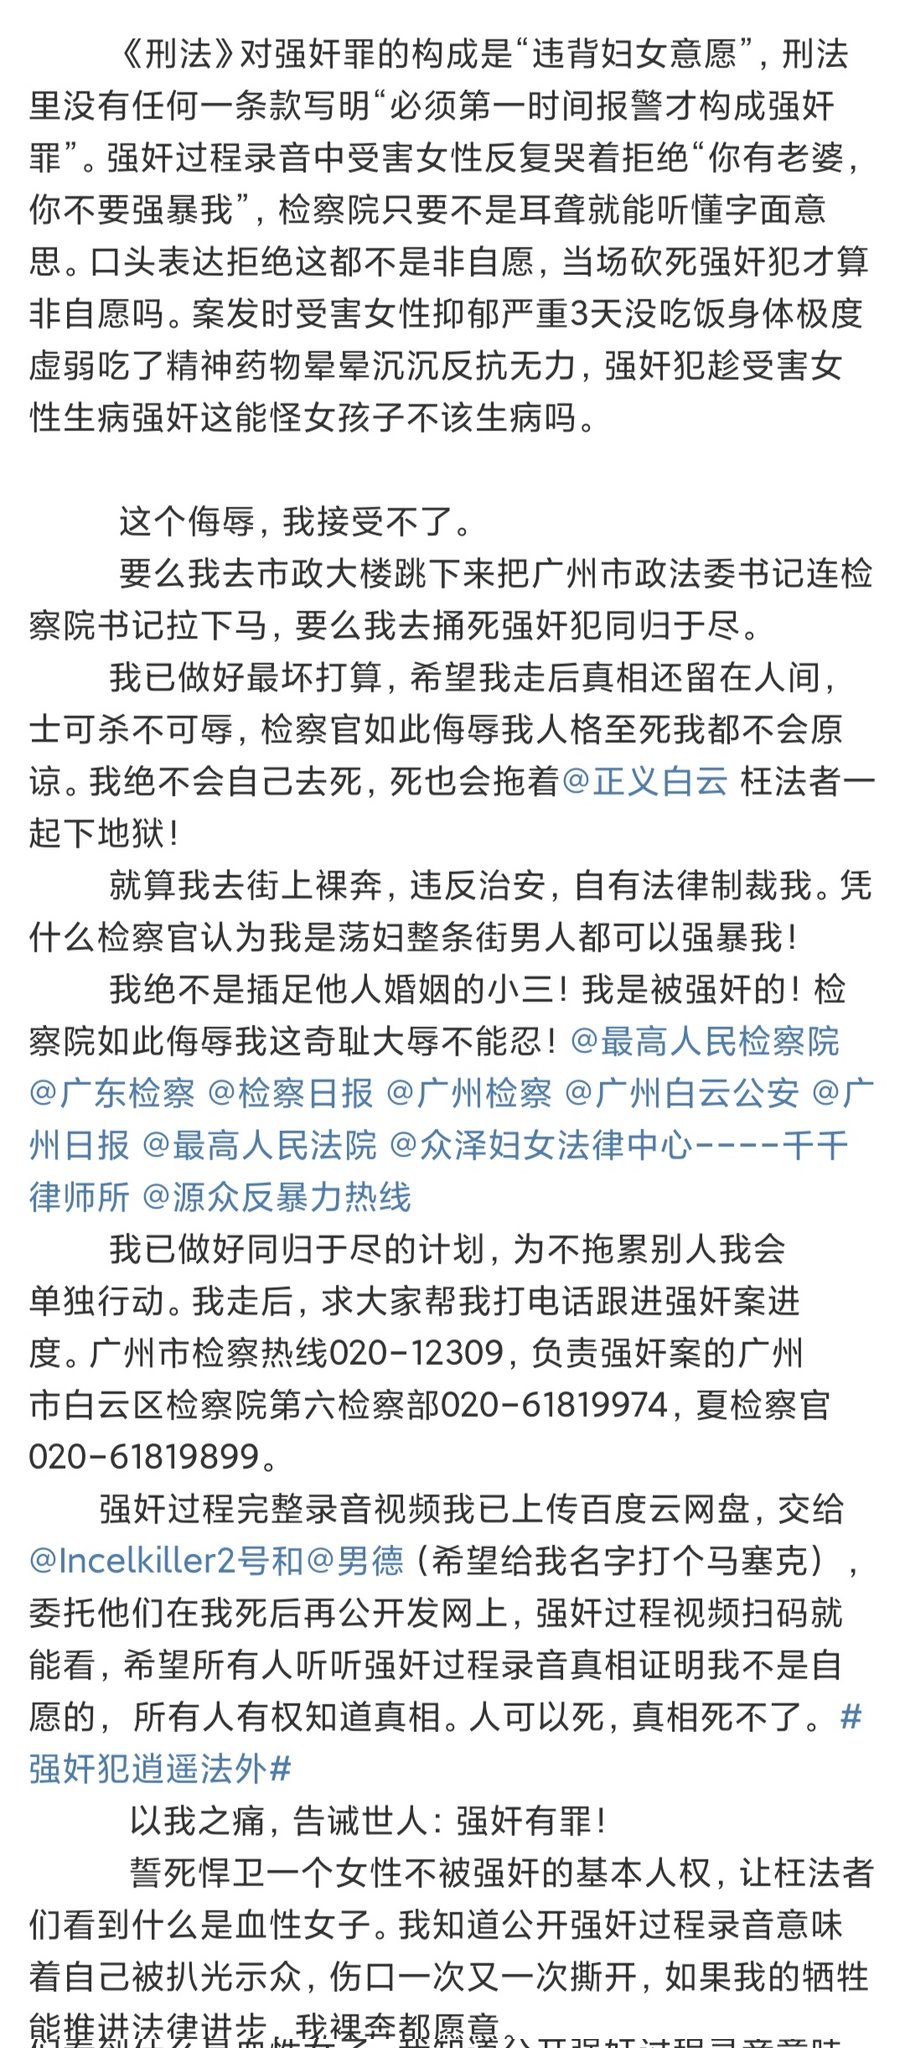 《刑法》对强奸罪的构成是“违背妇女意愿”，刑法
里没有任何一条款写明“必须第一时间报警才构成强奸
罪”。强奸过程录音中受害女性反复哭着拒绝“你有老婆，
你不要强暴我”，检察院只要不是耳聋就能听懂字面意
思。口头表达拒绝这都不是非自愿，当场砍死强奸犯才算
非自愿吗。案发时受害女性抑郁严重3天没吃饭身体极度
虚弱吃了精神药物晕晕沉沉反抗无力，强奸犯趁受害女
性生病强奸这能怪女孩子不该生病吗。
这个侮辱，我接受不了。
要么我去市政大楼跳下来把广州市政法委书记连检
察院书记拉下马，要么我去捅死强奸犯同归于尽。
我已做好最坏打算，希望我走后真相还留在人间，
士可杀不可辱，检察官如此侮辱我人格至死我都不会原
谅。我绝不会自己去死，死也会拖着@正义白云 枉法者一
起下地狱！
就算我去街上裸奔，违反治安，自有法律制裁我。凭
什么检察官认为我是荡妇整条街男人都可以强暴我！
我绝不是插足他人婚姻的小三！我是被强奸的！检
察院如此侮辱我这奇耻大辱不能忍！@最高人民检察院
@广东检察 @检察日报 @广州检察 @广州白云公安 @广
州日报 @最高人民法院 @众泽妇女法律中心----千千
律师所 @源众反暴力热线
我已做好同归于尽的计划，为不拖累别人我会
单独行动。我走后，求大家帮我打电话跟进强奸案进
度。广州市检察热线020-12309，负责强奸案的广州
市白云区检察院第六检察部020-61819974，夏检察官
020-61819899。
强奸过程完整录音视频我已上传百度云网盘，交给
@Incelkiller2号和@男德（希望给我名字打个马塞克），
委托他们在我死后再公开发网上，强奸过程视频扫码就
能看，希望所有人听听强奸过程录音真相证明我不是自
愿的，所有人有权知道真相。人可以死，真相死不了。#
强奸犯逍遥法外#
以我之痛，告诫世人：强奸有罪！
誓死悍卫一个女性不被强奸的基本人权，让枉法者
们看到什么是血性女子。我知道公开强奸过程录音意味
着自己被扒光示众，伤口一次又一次撕开，如果我的牺牲
能推进法律进步，我裸奔都愿意。